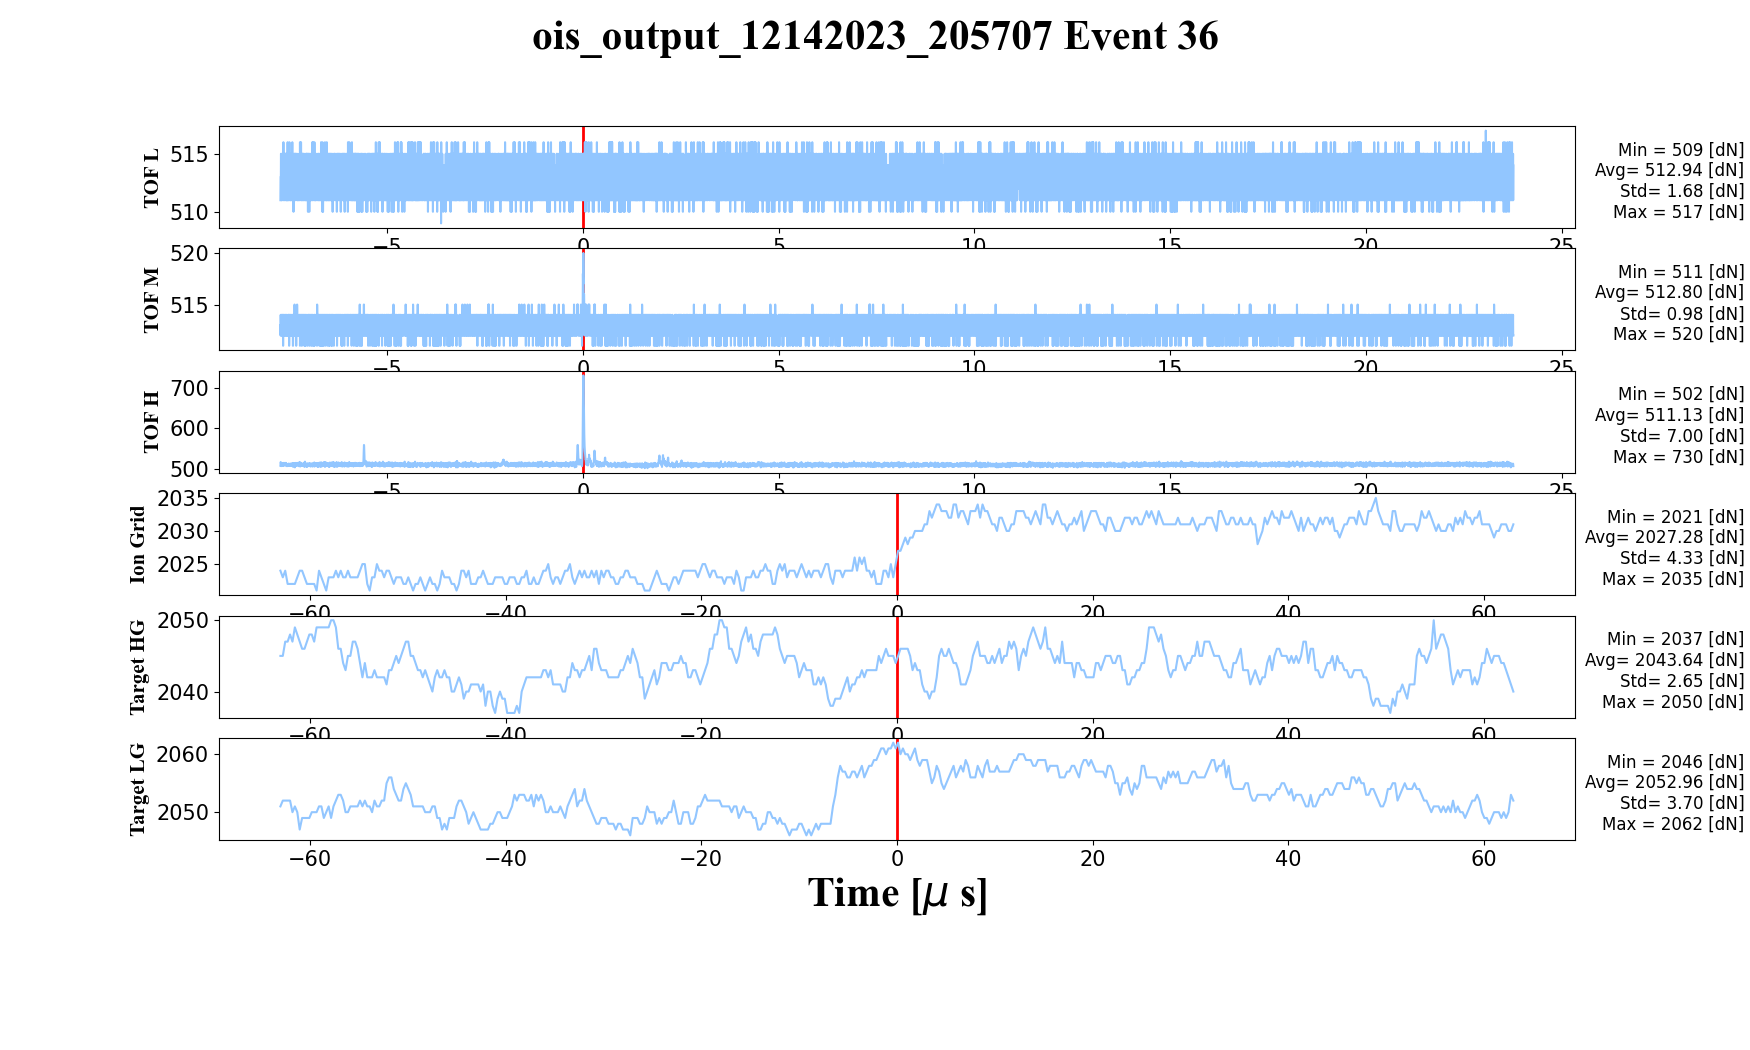 ois_output_12142023_205707 Event 36
TOF L
515
510
−5
0
5
10
15
20
25
Min = 509 [dN]
Avg= 512.94 [dN]
Std= 1.68 [dN]
Max = 517 [dN]
TOF M
520
515
−5
0
5
10
15
20
25
Min = 511 [dN]
Avg= 512.80 [dN]
Std= 0.98 [dN]
Max = 520 [dN]
TOF H
700
600
500
−5
0
5
10
15
20
25
Min = 502 [dN]
Avg= 511.13 [dN]
Std= 7.00 [dN]
Max = 730 [dN]
Ion Grid
2035
2030
2025
−60
−40
−20
0
20
40
60
Min = 2021 [dN]
Avg= 2027.28 [dN]
Std= 4.33 [dN]
Max = 2035 [dN]
Target HG
2050
2040
−60
−40
−20
0
20
40
60
Min = 2037 [dN]
Avg= 2043.64 [dN]
Std= 2.65 [dN]
Max = 2050 [dN]
Target LG
2060
2050
−60
−40
−20
0
20
40
60
Min = 2046 [dN]
Avg= 2052.96 [dN]
Std= 3.70 [dN]
Max = 2062 [dN]
Time [μ s]